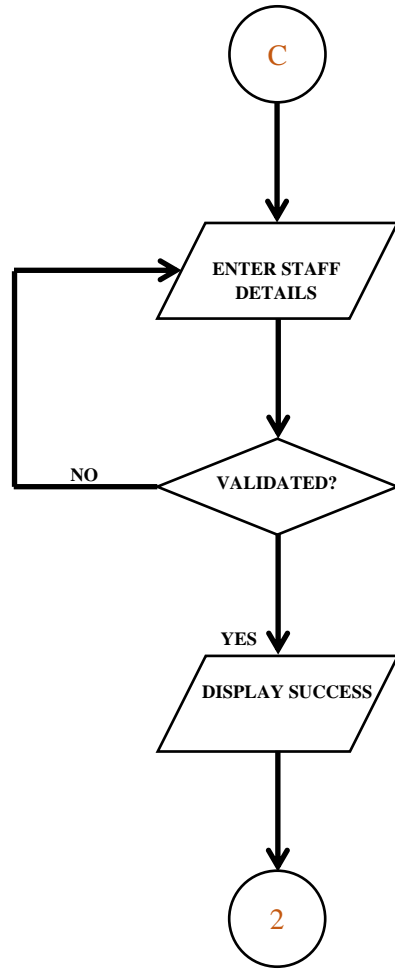 C
ENTER STAFF
DETAILS
VALIDATED?
NO
YES
DISPLAY SUCCESS
2